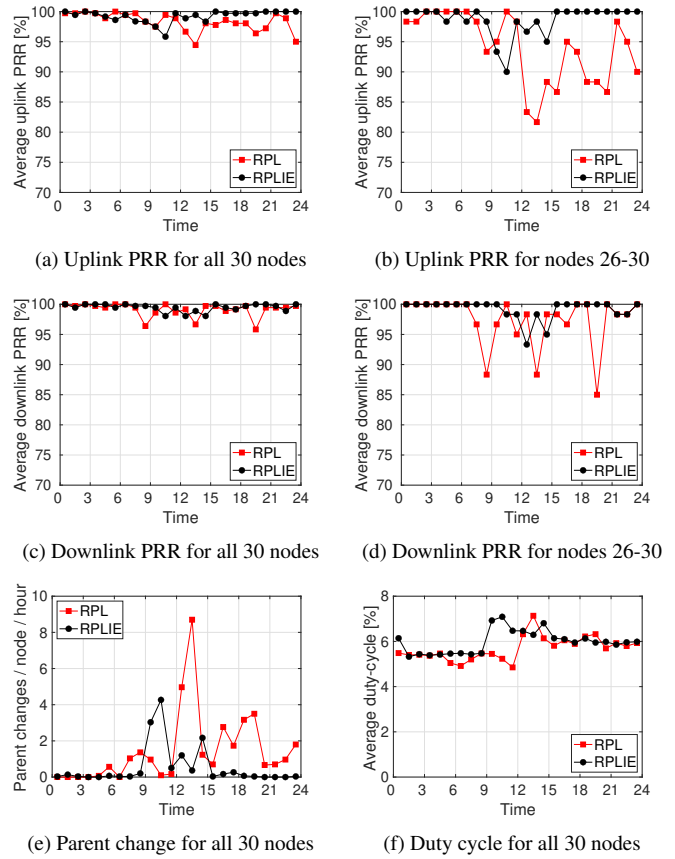 100
95
90
85
80
75
70
Average uplink PRR [%]
RPL
RPLIE
0 3 6 9 12 15 18 21 24
Time
(a) Uplink PRR for all 30 nodes
100
95
90
85
80
75
70
Average uplink PRR [%]
RPL
RPLIE
0 3 6 9 12 15 18 21 24
Time
(b) Uplink PRR for nodes 26-30
100
95
90
85
80
75
70
Average downlink PRR [%]
RPL
RPLIE
0 3 6 9 12 15 18 21 24
Time
(c) Downlink PRR for all 30 nodes
100
95
90
85
80
75
70
Average downlink PRR [%]
RPL
RPLIE
0 3 6 9 12 15 18 21 24
Time
(d) Downlink PRR for nodes 26-30
10
8
6
4
2
0
Parent changes / node / hour
RPL
RPLIE
0 3 6 9 12 15 18 21 24
Time
(e) Parent change for all 30 nodes
8
6
4
2
0
Average duty-cycle [%]
RPL
RPLIE
0 3 6 9 12 15 18 21 24
Time
(f) Duty cycle for all 30 nodes